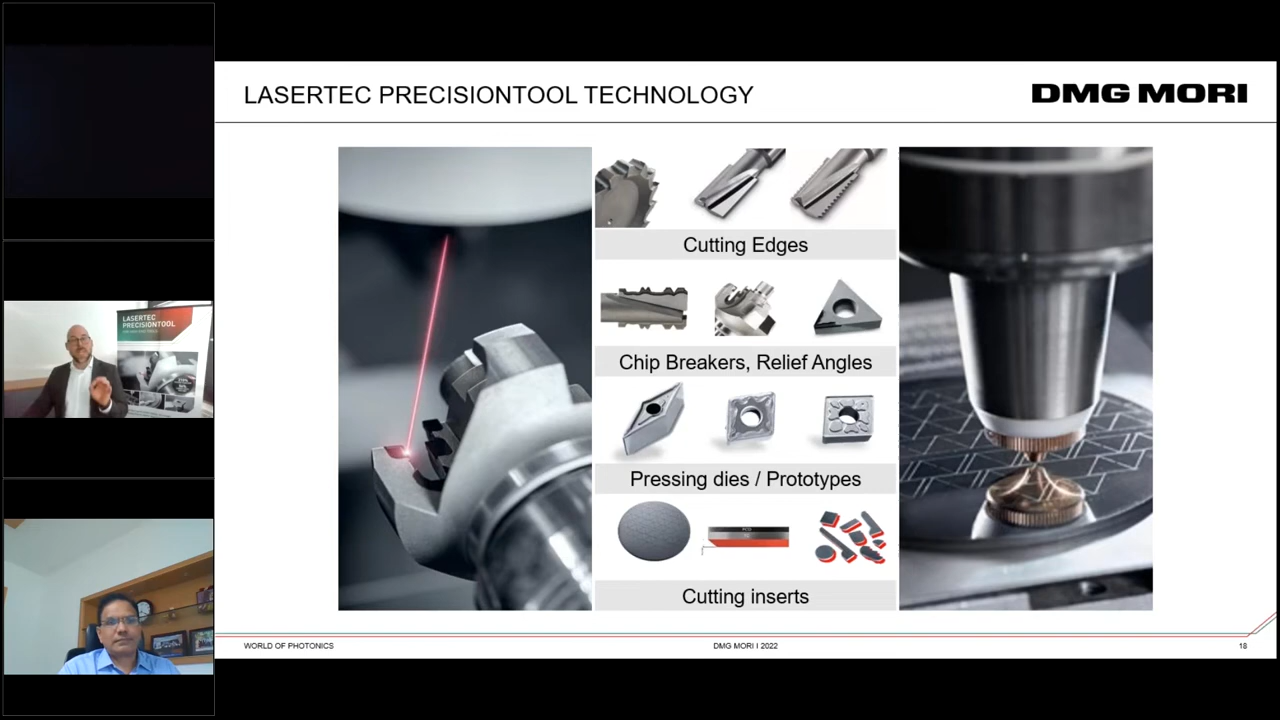 LASERTEC PRECISIONTOOL TECHNOLOGY
DMG MORI
LASERTEC
PRECISIONTOOL
Cutting Edges
Chip Breakers, Relief Angles
Pressing dies / Prototypes
Cutting inserts
WORLD OF PHOTONICS
DMG MORI I 2022
18